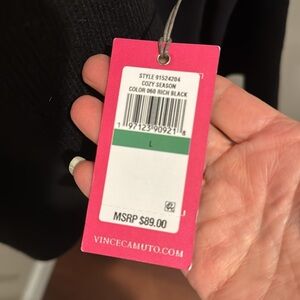 STYLE 91524204
COZY SEASON
COLOR 060 RICH BLACK
1 97123 90921 8
L
MSRP $89.00
VINCECAMUTO.COM